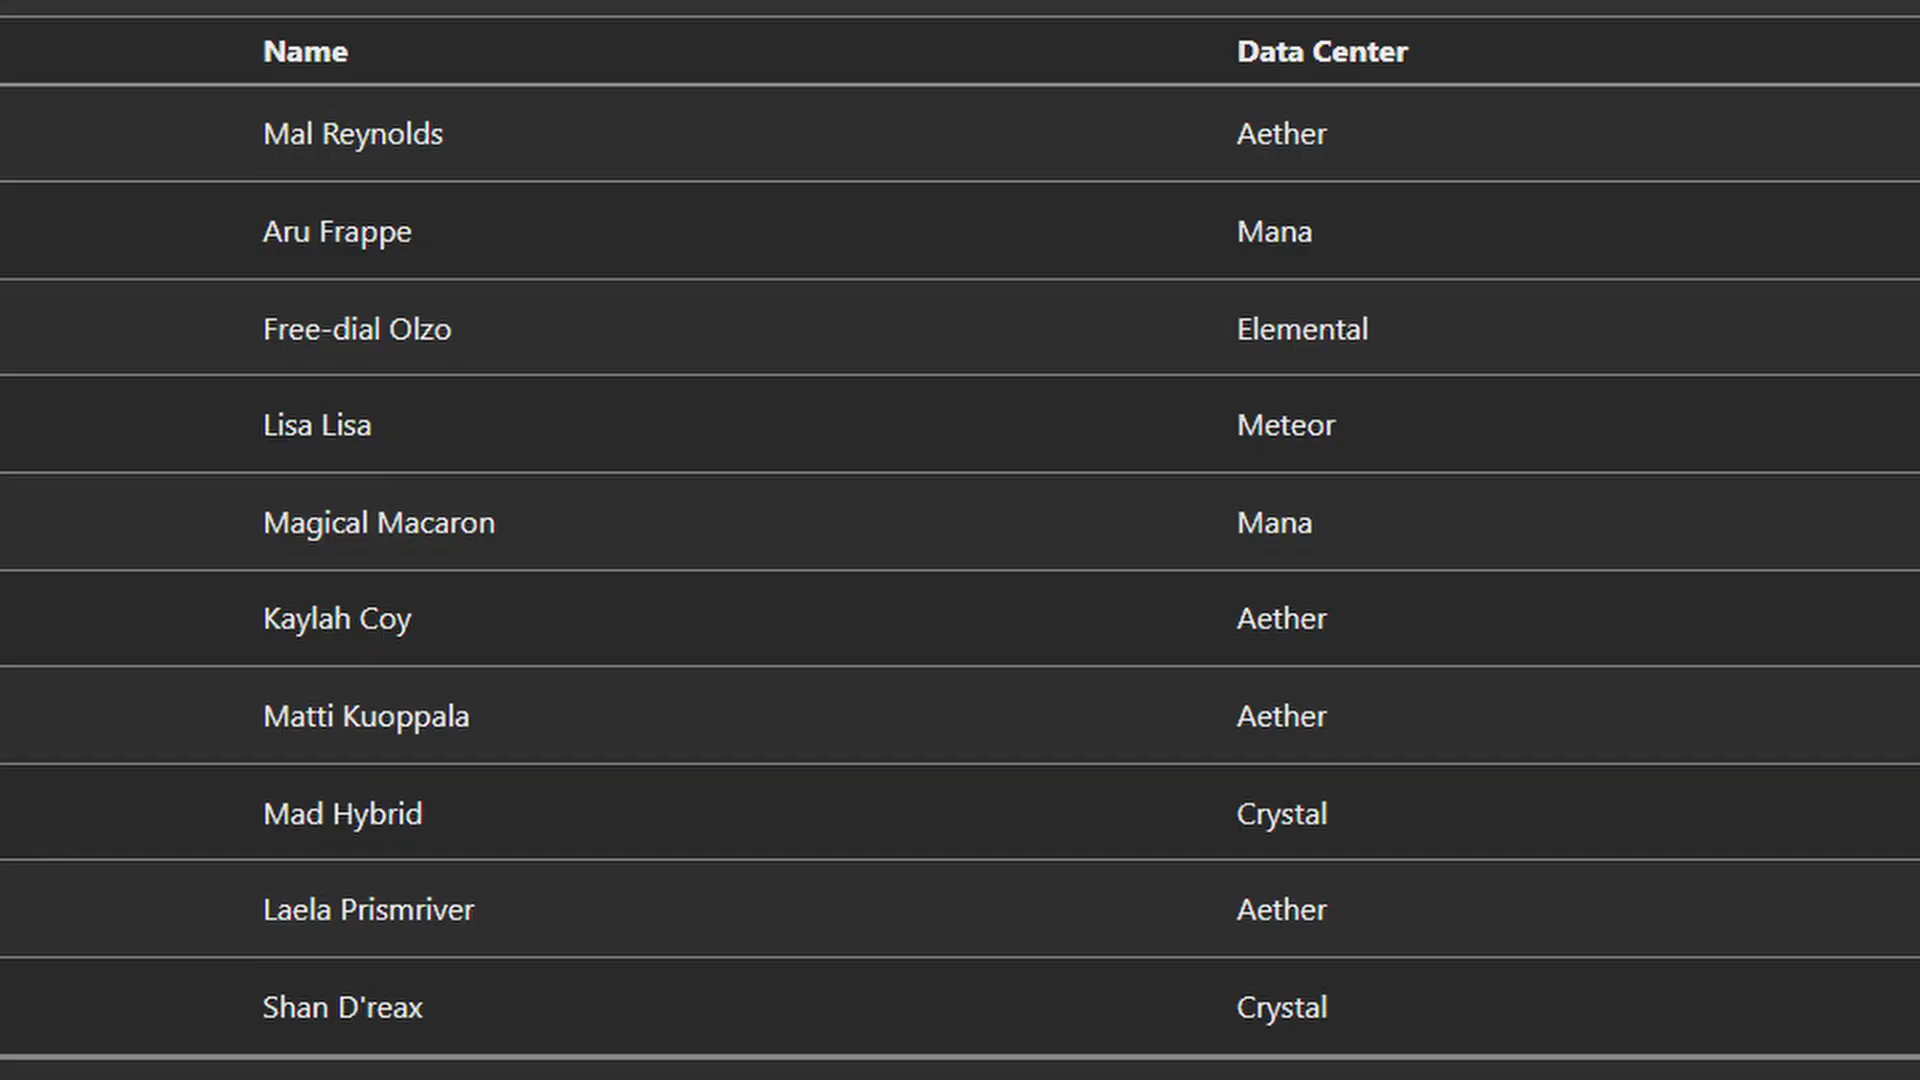 Name Data Center
Mal Reynolds Aether
Aru Frappe Mana
Free-dial Olzo Elemental
Lisa Lisa Meteor
Magical Macaron Mana
Kaylah Coy Aether
Matti Kuoppala Aether
Mad Hybrid Crystal
Laela Prismriver Aether
Shan D'reax Crystal